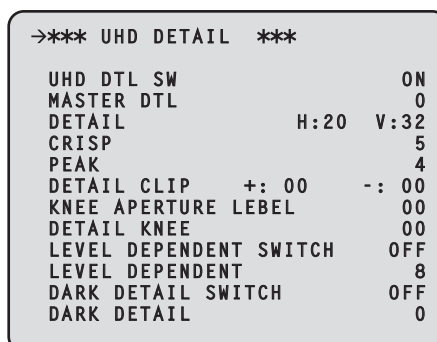 →*** UHD DETAIL ***
UHD DTL SW ON
MASTER DTL 0
DETAIL H:20 V:32
CRISP 5
PEAK 4
DETAIL CLIP +: 00 -: 00
KNEE APERTURE LEBEL 00
DETAIL KNEE 00
LEVEL DEPENDENT SWITCH OFF
LEVEL DEPENDENT 8
DARK DETAIL SWITCH OFF
DARK DETAIL 0